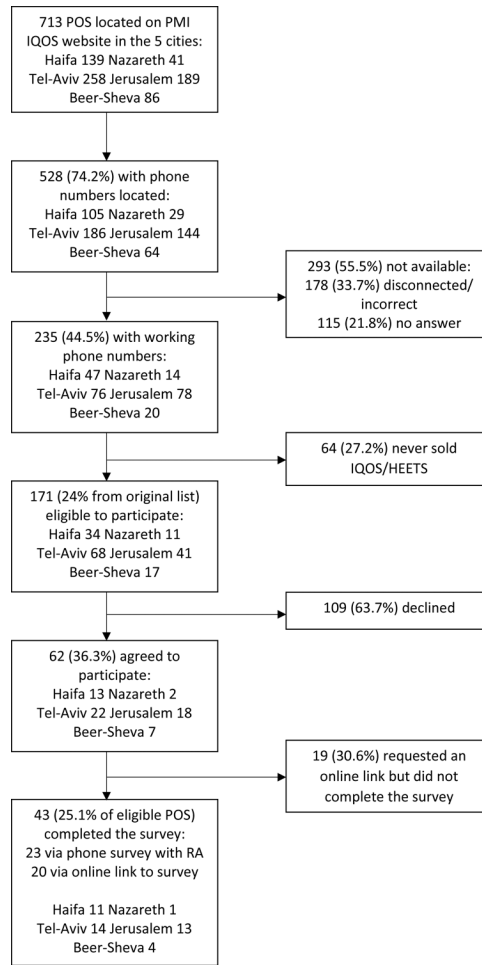 713 POS located on PMI
IQOS website in the 5 cities:
Haifa 139 Nazareth 41
Tel-Aviv 258 Jerusalem 189
Beer-Sheva 86
528 (74.2%) with phone
numbers located:
Haifa 105 Nazareth 29
Tel-Aviv 186 Jerusalem 144
Beer-Sheva 64
293 (55.5%) not available:
178 (33.7%) disconnected/
incorrect
115 (21.8%) no answer
235 (44.5%) with working
phone numbers:
Haifa 47 Nazareth 14
Tel-Aviv 76 Jerusalem 78
Beer-Sheva 20
64 (27.2%) never sold
IQOS/HEETS
171 (24% from original list)
eligible to participate:
Haifa 34 Nazareth 11
Tel-Aviv 68 Jerusalem 41
Beer-Sheva 17
109 (63.7%) declined
62 (36.3%) agreed to
participate:
Haifa 13 Nazareth 2
Tel-Aviv 22 Jerusalem 18
Beer-Sheva 7
19 (30.6%) requested an
online link but did not
complete the survey
43 (25.1% of eligible POS)
completed the survey:
23 via phone survey with RA
20 via online link to survey
Haifa 11 Nazareth 1
Tel-Aviv 14 Jerusalem 13
Beer-Sheva 4